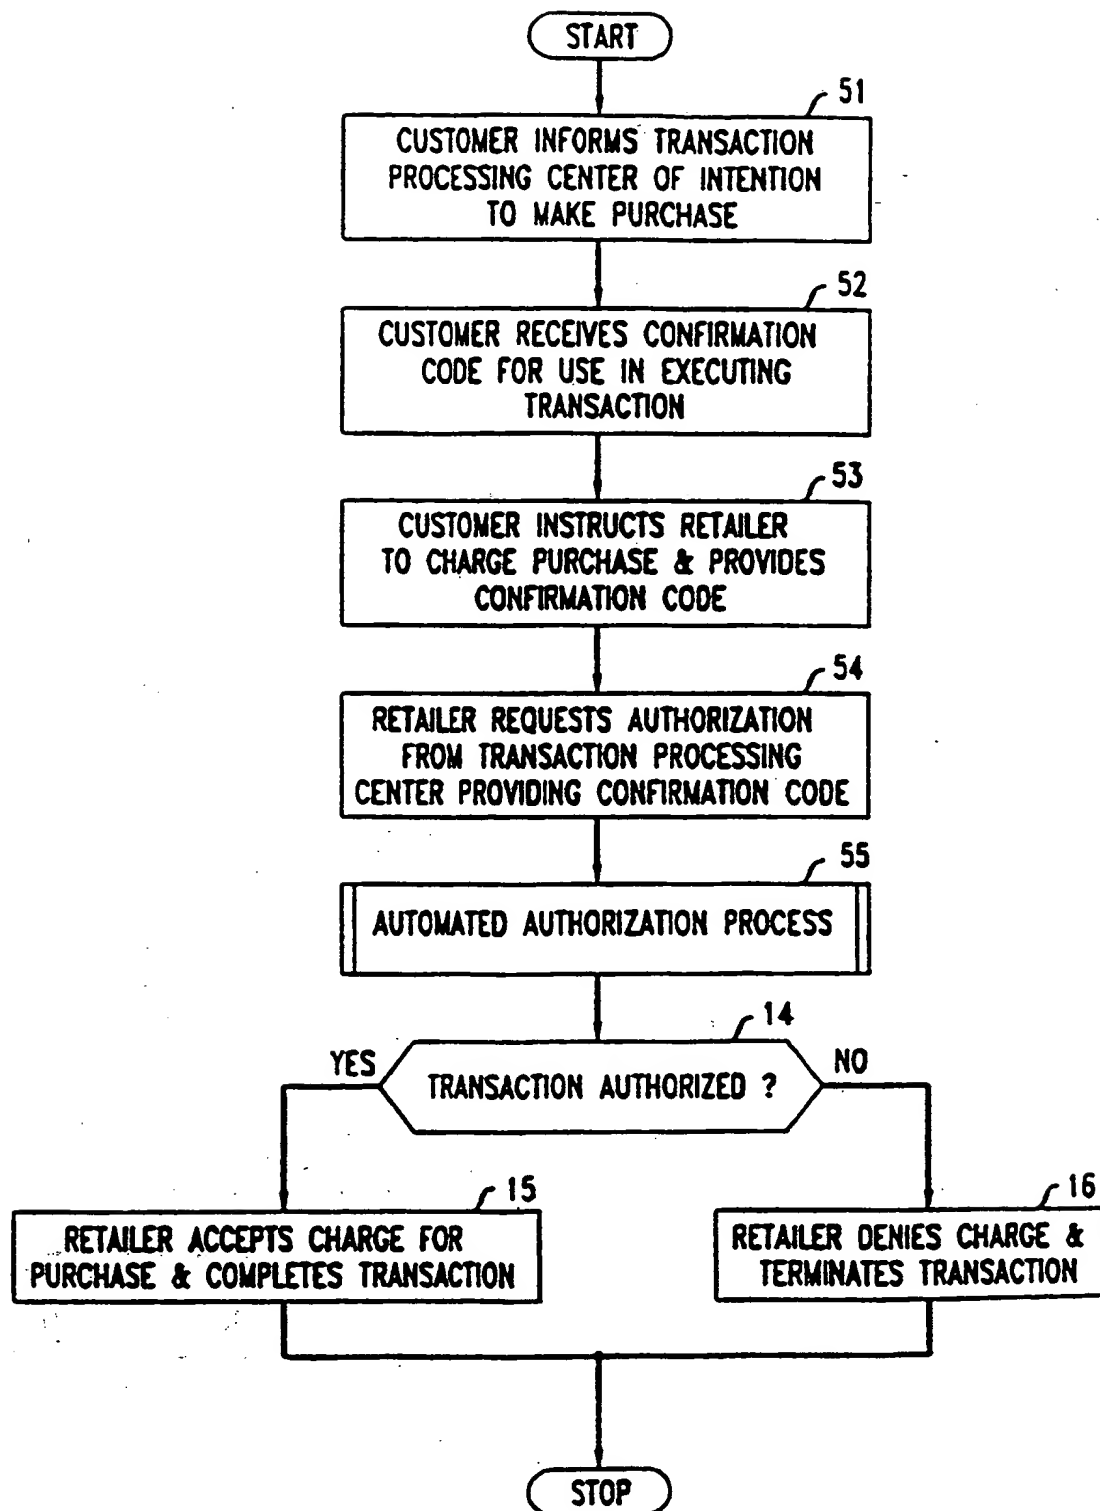 START
51
CUSTOMER INFORMS TRANSACTION
PROCESSING CENTER OF INTENTION
TO MAKE PURCHASE
52
CUSTOMER RECEIVES CONFIRMATION
CODE FOR USE IN EXECUTING
TRANSACTION
53
CUSTOMER INSTRUCTS RETAILER
TO CHARGE PURCHASE & PROVIDES
CONFIRMATION CODE
54
RETAILER REQUESTS AUTHORIZATION
FROM TRANSACTION PROCESSING
CENTER PROVIDING CONFIRMATION CODE
55
AUTOMATED AUTHORIZATION PROCESS
14
YES
TRANSACTION AUTHORIZED ?
NO
15
RETAILER ACCEPTS CHARGE FOR
PURCHASE & COMPLETES TRANSACTION
16
RETAILER DENIES CHARGE &
TERMINATES TRANSACTION
STOP